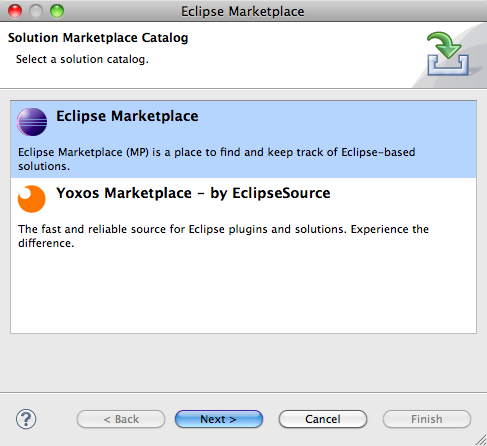 Eclipse Marketplace
Solution Marketplace Catalog
Select a solution catalog.
Eclipse Marketplace
Eclipse Marketplace (MP) is a place to find and keep track of Eclipse-based
solutions.
Yoxos Marketplace - by EclipseSource
The fast and reliable source for Eclipse plugins and solutions. Experience the
difference.
? < Back Next > Cancel Finish